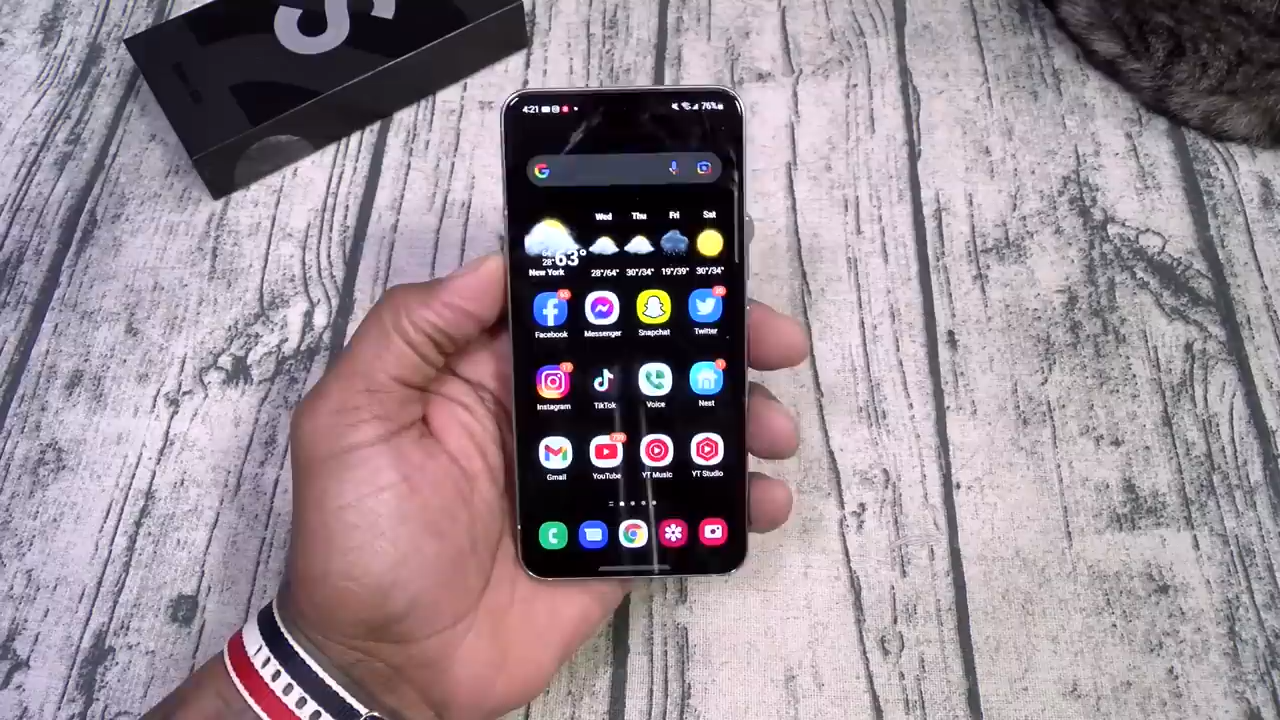 S
4:21 76%
G
Wed Thu Fri Sat
63°
28°
New York 28°/64° 30°/34° 19°/39° 30°/34°
Facebook Messenger Snapchat Twitter
Instagram TikTok Voice Nest
Gmail YouTube YT Music YT Studio